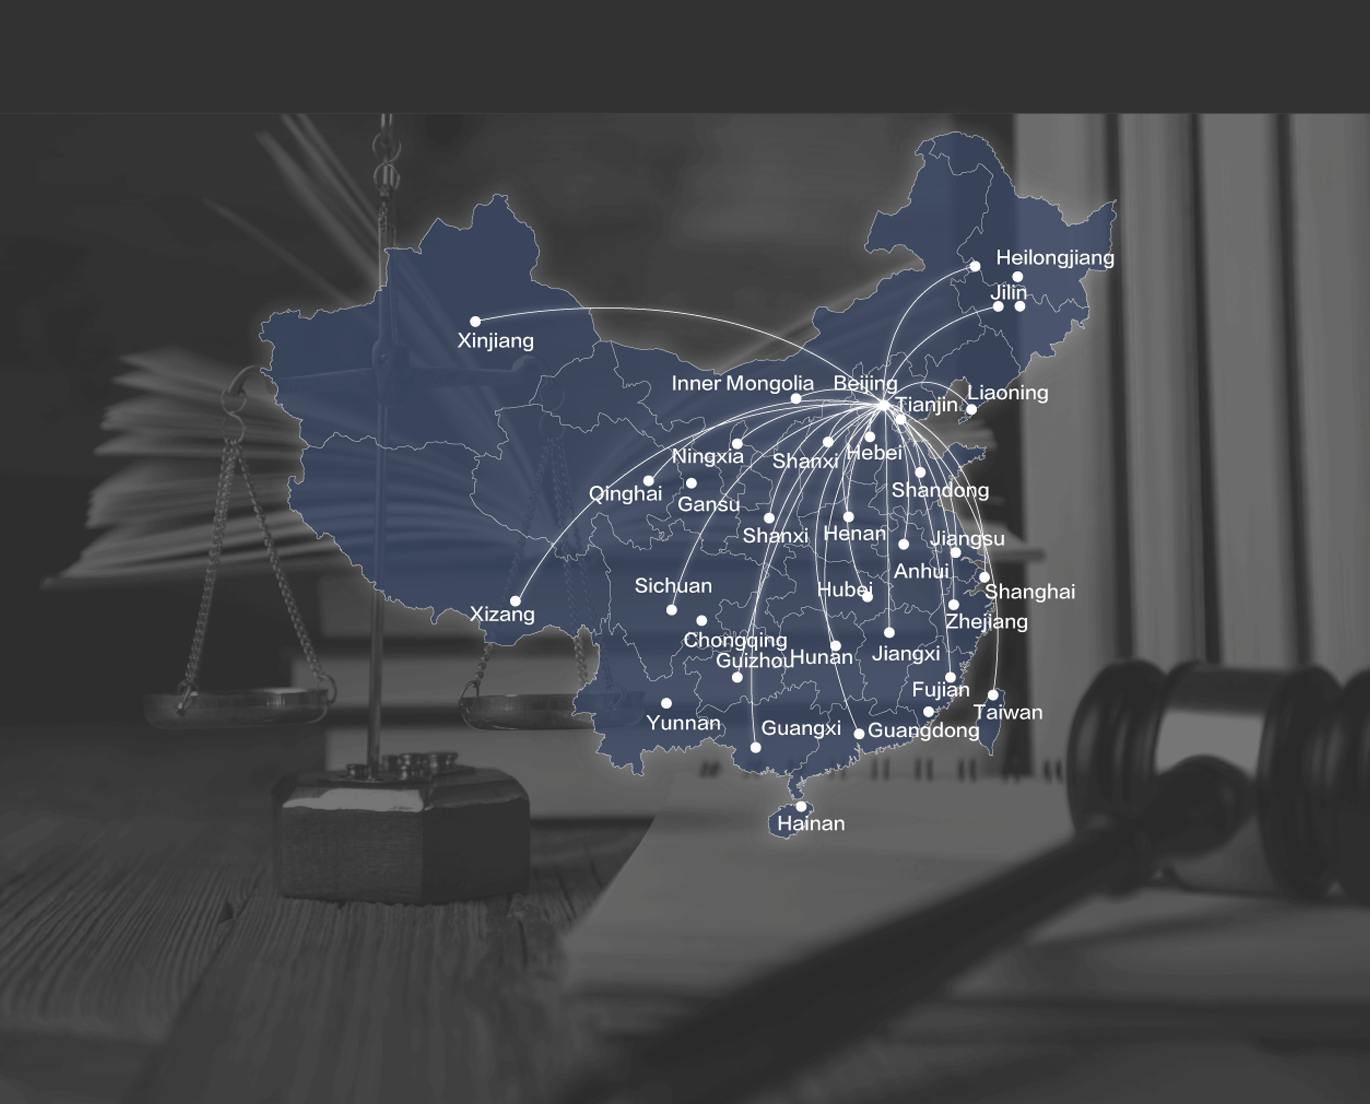 Heilongjiang
Jilin
Xinjiang
Inner Mongolia
Beijing
Liaoning
Tianjin
Ningxia
Shanxi
Hebei
Qinghai
Gansu
Shandong
Shanxi
Henan
Jiangsu
Anhui
Sichuan
Hubei
Shanghai
Xizang
Zhejiang
Chongqing
Guizhou
Hunan
Jiangxi
Fujian
Taiwan
Yunnan
Guangxi
Guangdong
Hainan